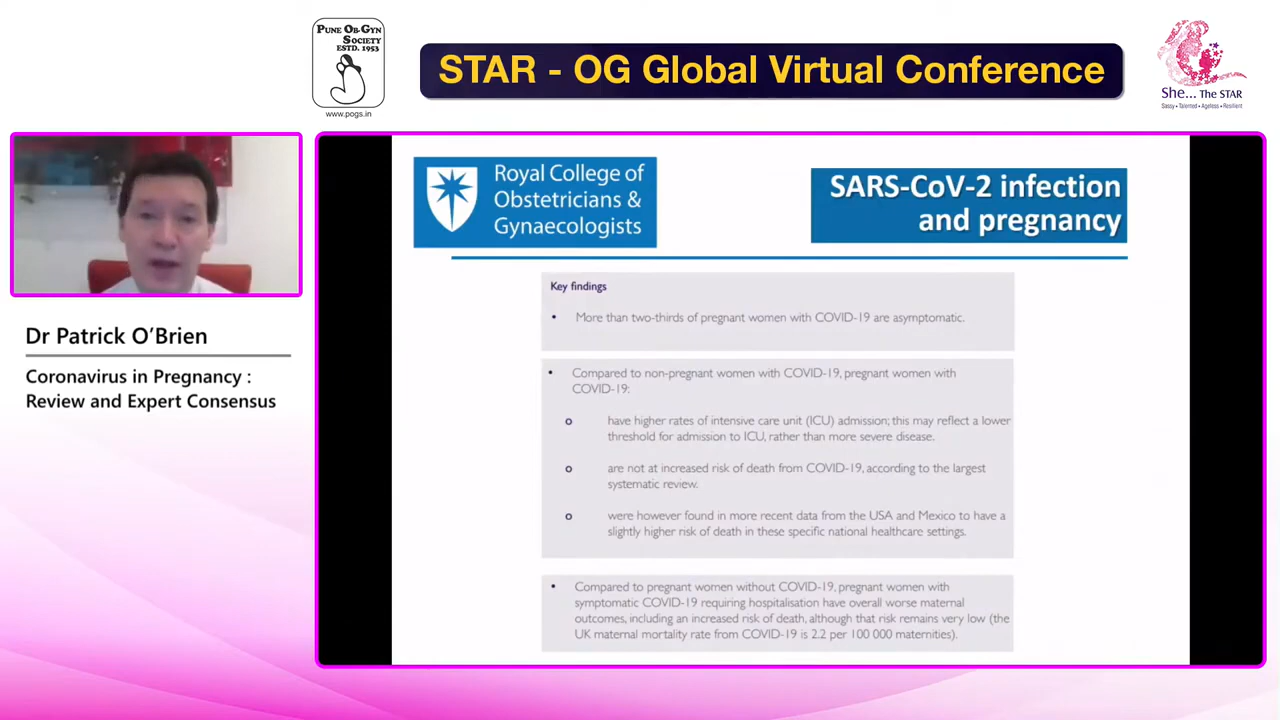 PUNE OB-GYN
SOCIETY
ESTD. 1953
www.pogs.in
STAR - OG Global Virtual Conference
She... The STAR
Sassy • Talented • Ageless • Resilient
Dr Patrick O'Brien
Coronavirus in Pregnancy :
Review and Expert Consensus
Royal College of
Obstetricians &
Gynaecologists
SARS-CoV-2 infection
and pregnancy
Key findings
• More than two-thirds of pregnant women with COVID-19 are asymptomatic.
• Compared to non-pregnant women with COVID-19, pregnant women with
COVID-19:
o have higher rates of intensive care unit (ICU) admission; this may reflect a lower
threshold for admission to ICU, rather than more severe disease.
o are not at increased risk of death from COVID-19, according to the largest
systematic review.
o were however found in more recent data from the USA and Mexico to have a
slightly higher risk of death in these specific national healthcare settings.
• Compared to pregnant women without COVID-19, pregnant women with
symptomatic COVID-19 requiring hospitalisation have overall worse maternal
outcomes, including an increased risk of death, although that risk remains very low (the
UK maternal mortality rate from COVID-19 is 2.2 per 100 000 maternities).